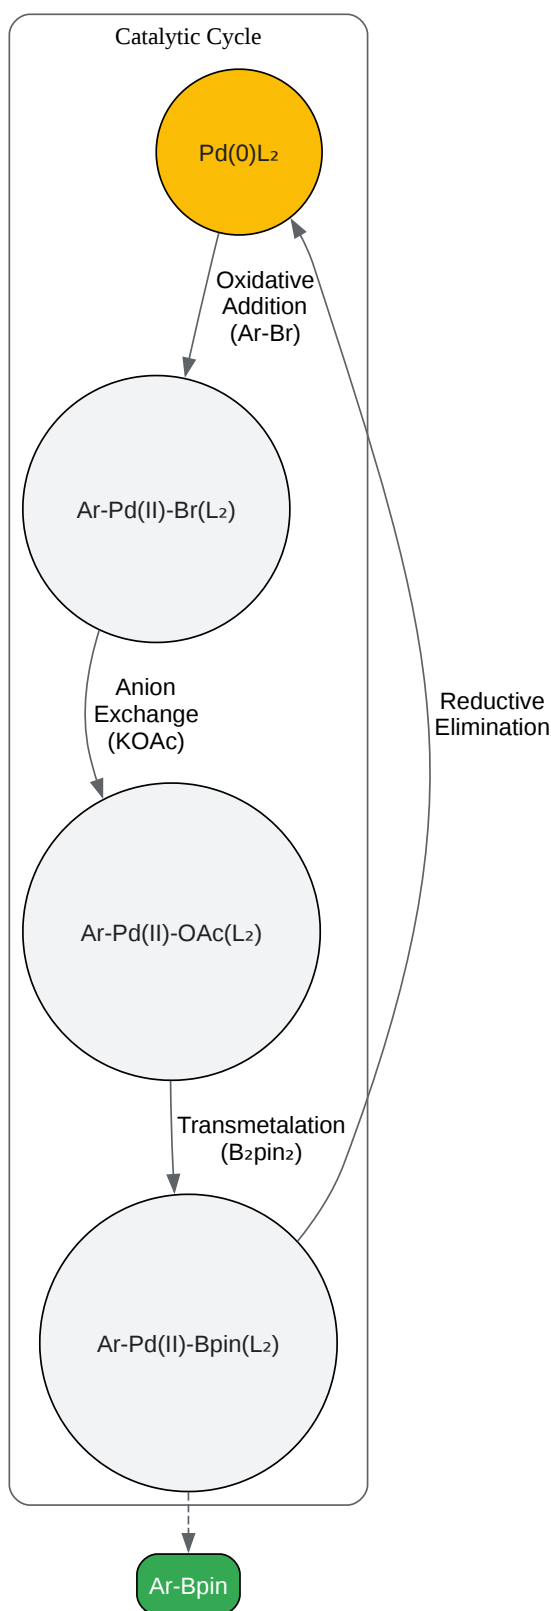 Catalytic Cycle
Pd(0)L₂
Oxidative
Addition
(Ar-Br)
Ar-Pd(II)-Br(L₂)
Anion
Exchange
(KOAc)
Reductive
Elimination
Ar-Pd(II)-OAc(L₂)
Transmetalation
(B₂pin₂)
Ar-Pd(II)-Bpin(L₂)
Ar-Bpin